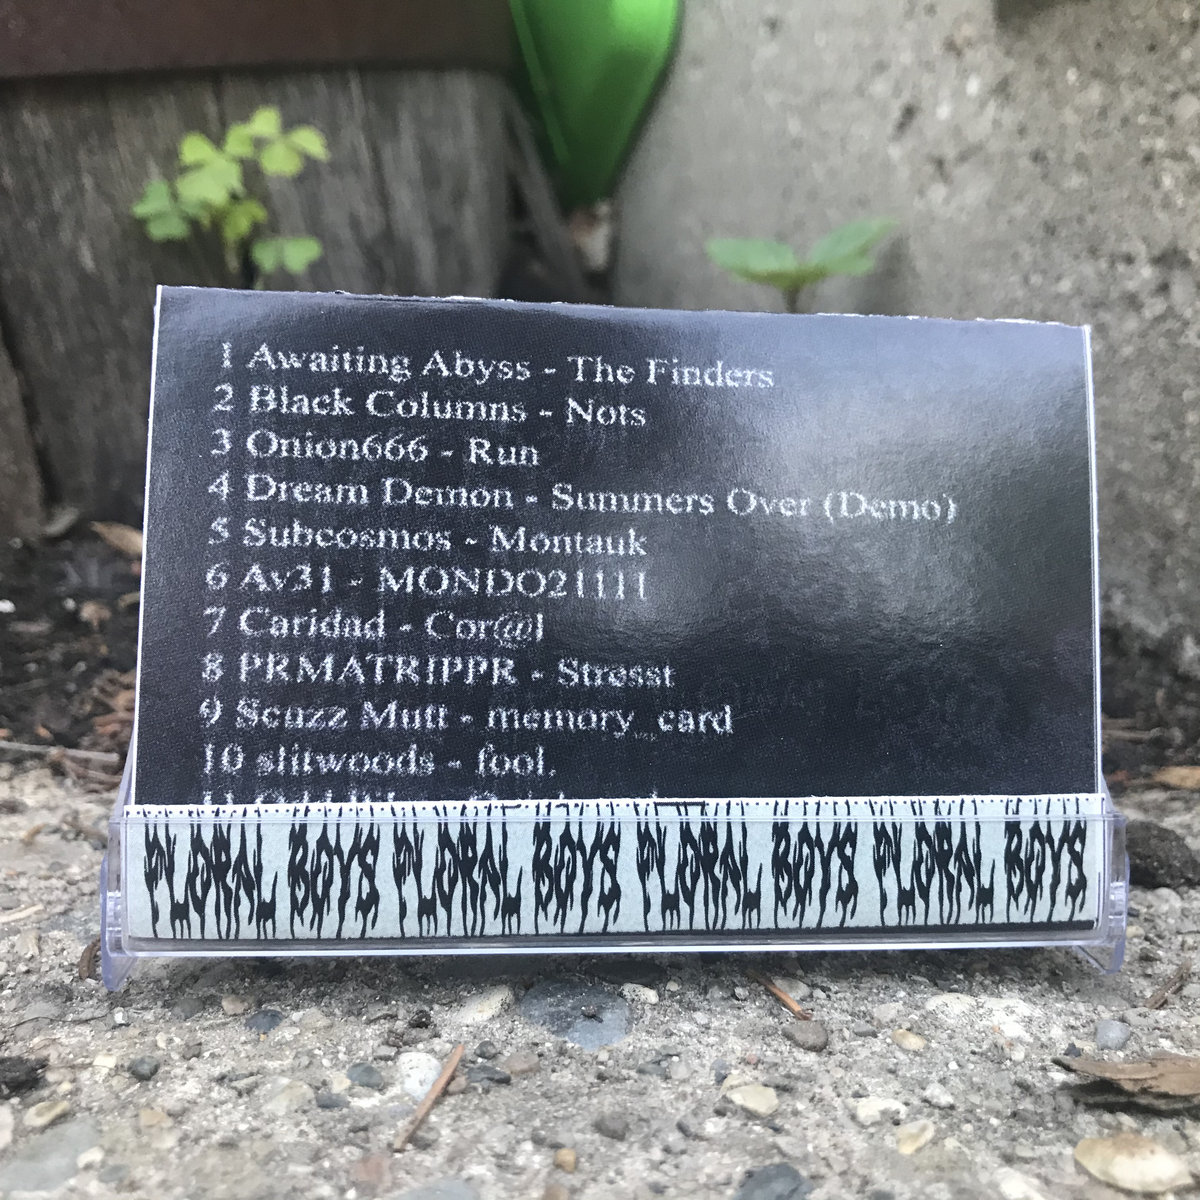 1 Awaiting Abyss - The Finders
2 Black Columns - Nots
3 Onion666 - Run
4 Dream Demon - Summers Over (Demo)
5 Subcosmos - Montauk
6 Av31 - MONDO21111
7 Caridad - Cor@l
8 PRMATRIPPR - Stresst
9 Scuzz Mutt - memory_card
10 slitwoods - fool.
FLORAL BOYS FLORAL BOYS FLORAL BOYS FLORAL BOYS